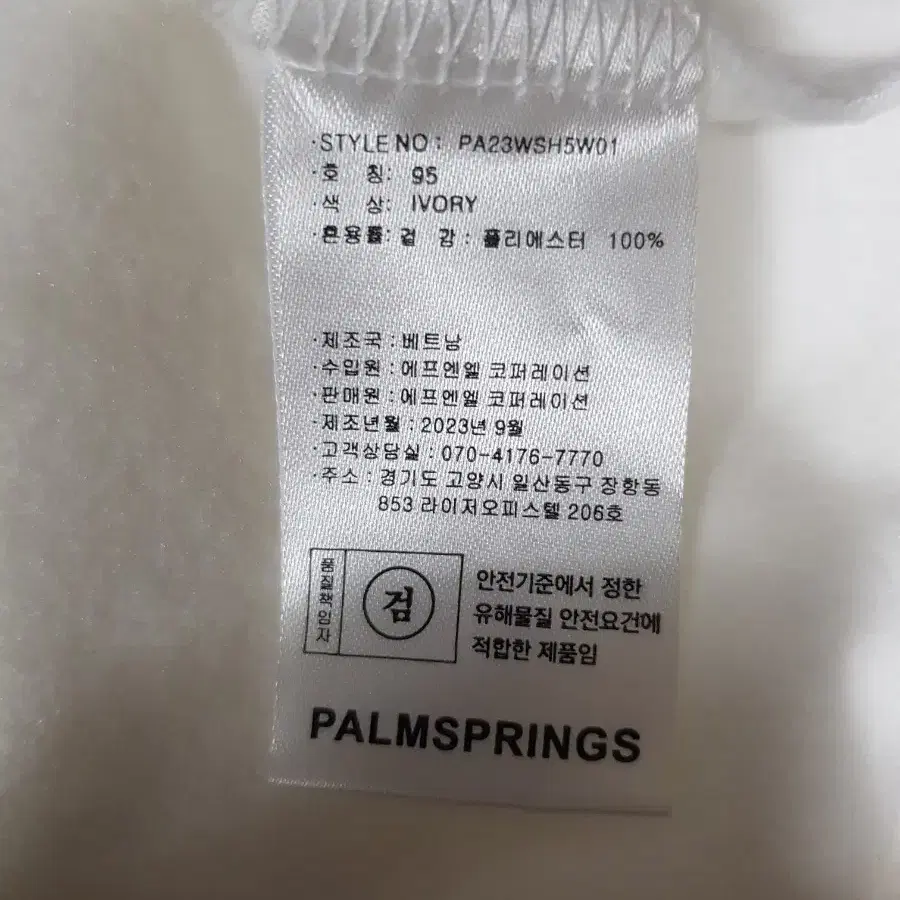 ·STYLE NO : PA23WSH5W01
·호 칭: 95
·색 상: IVORY
·혼용률: 겉 감 : 폴리에스터 100%
·제조국 : 베트남
·수입원 : 에프엔엘 코퍼레이션
·판매원 : 에프엔엘 코퍼레이션
·제조년월 : 2023년 9월
·고객상담실 : 070-4176-7770
·주소 : 경기도 고양시 일산동구 장항동
853 라이저오피스텔 206호
품질책임자
검
안전기준에서 정한
유해물질 안전요건에
적합한 제품임
PALMSPRINGS